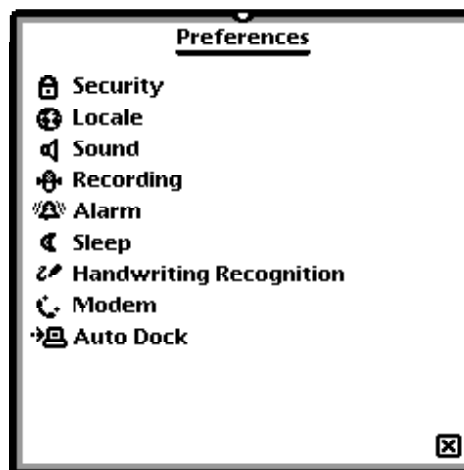 Preferences
Security
Locale
Sound
Recording
Alarm
Sleep
Handwriting Recognition
Modem
Auto Dock